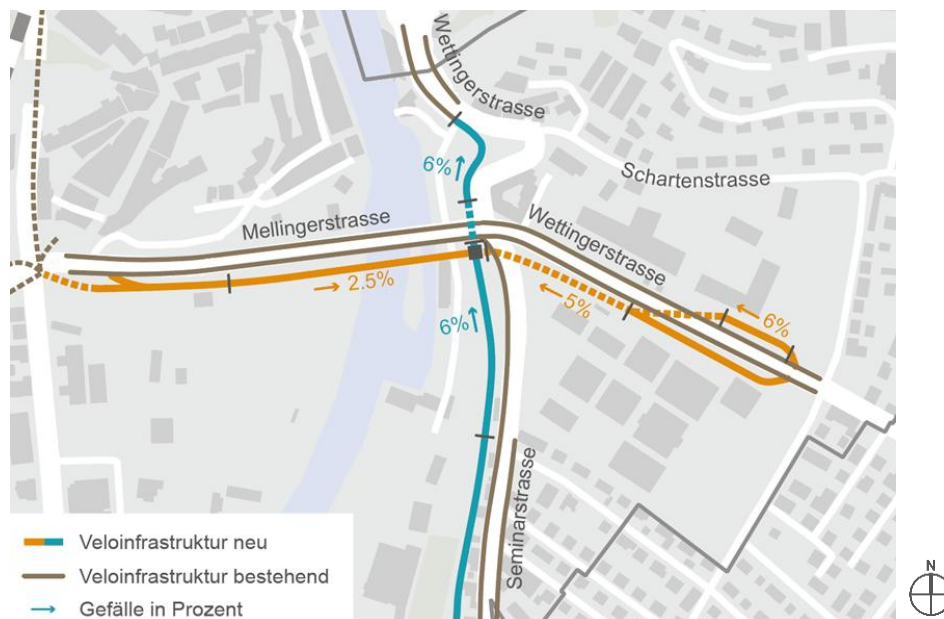 Wettingerstrasse
6%
Schartenstrasse
Mellingerstrasse
Wettingerstrasse
2.5%
5%
6%
6%
Seminarstrasse
Veloinfrastruktur neu
Veloinfrastruktur bestehend
Gefälle in Prozent
N